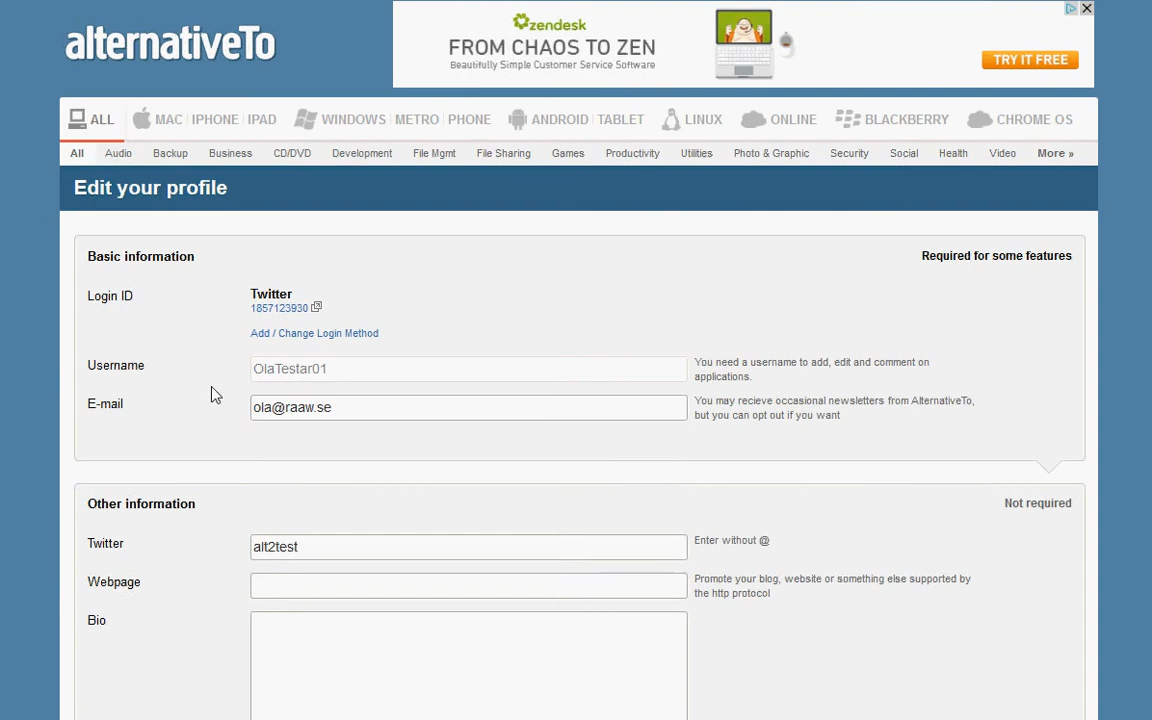 alternativeTo
zendesk
FROM CHAOS TO ZEN
Beautifully Simple Customer Service Software
TRY IT FREE
ALL MAC IPHONE IPAD WINDOWS METRO PHONE ANDROID TABLET LINUX ONLINE BLACKBERRY CHROME OS
All Audio Backup Business CD/DVD Development File Mgmt File Sharing Games Productivity Utilities Photo & Graphic Security Social Health Video More »
Edit your profile
Basic information Required for some features
Login ID Twitter
1857123930
Add / Change Login Method
Username OlaTestar01 You need a username to add, edit and comment on
applications.
E-mail ola@raaw.se You may recieve occasional newsletters from AlternativeTo,
but you can opt out if you want
Other information Not required
Twitter alt2test Enter without @
Webpage Promote your blog, website or something else supported by
the http protocol
Bio